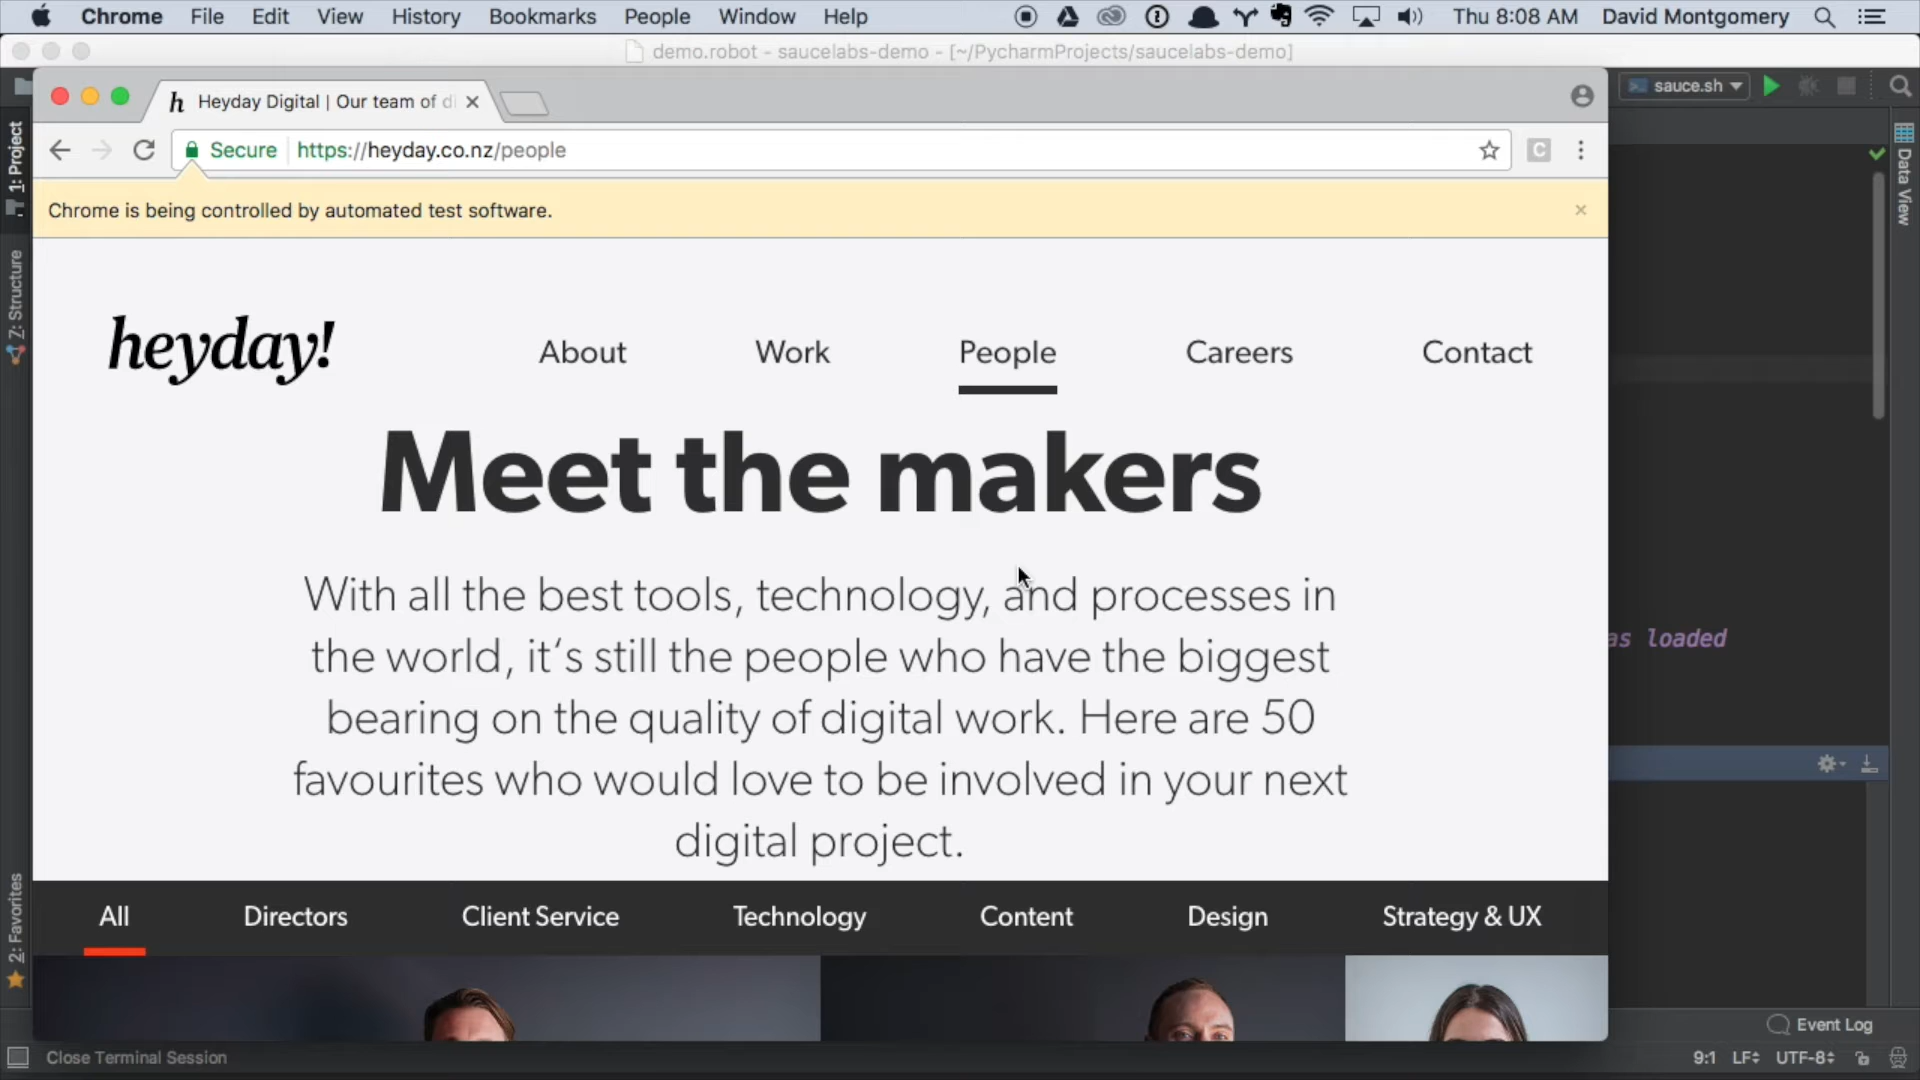 Chrome File Edit View History Bookmarks People Window Help Thu 8:08 AM David Montgomery
demo.robot - saucelabs-demo - [~/PycharmProjects/saucelabs-demo]
h Heyday Digital | Our team of di
sauce.sh
Secure https://heyday.co.nz/people
C
1: Project
Data View
Chrome is being controlled by automated test software.
Z: Structure
heyday! About Work People Careers Contact
Meet the makers
With all the best tools, technology, and processes in
the world, it's still the people who have the biggest
as loaded
bearing on the quality of digital work. Here are 50
favourites who would love to be involved in your next
digital project.
2: Favorites
All Directors Client Service Technology Content Design Strategy & UX
Event Log
Close Terminal Session 9:1 LF UTF-8